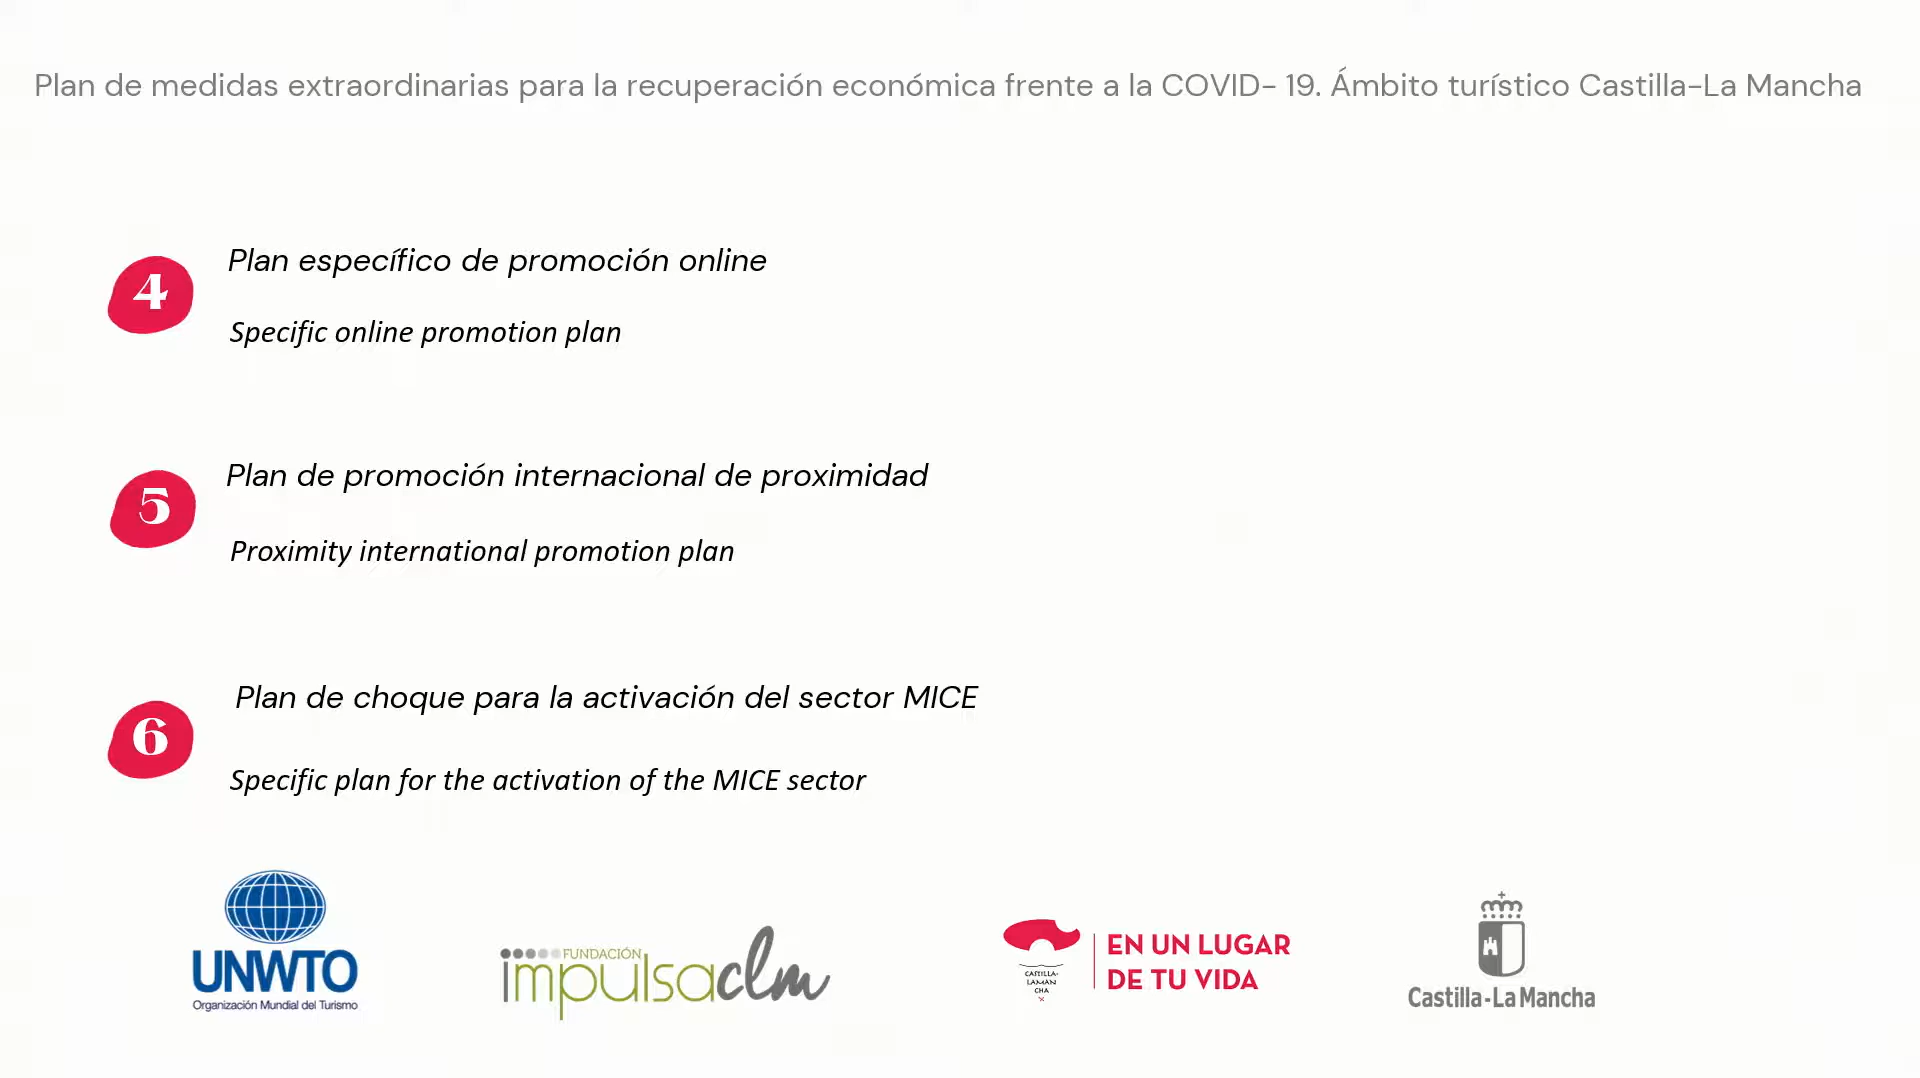 Plan de medidas extraordinarias para la recuperación económica frente a la COVID- 19. Ámbito turístico Castilla-La Mancha
4
Plan específico de promoción online
Specific online promotion plan
5
Plan de promoción internacional de proximidad
Proximity international promotion plan
6
Plan de choque para la activación del sector MICE
Specific plan for the activation of the MICE sector
UNWTO
Organización Mundial del Turismo
FUNDACIÓN
impulsaclm
CASTILLA-
LAMAN
CHA
EN UN LUGAR
DE TU VIDA
Castilla-La Mancha